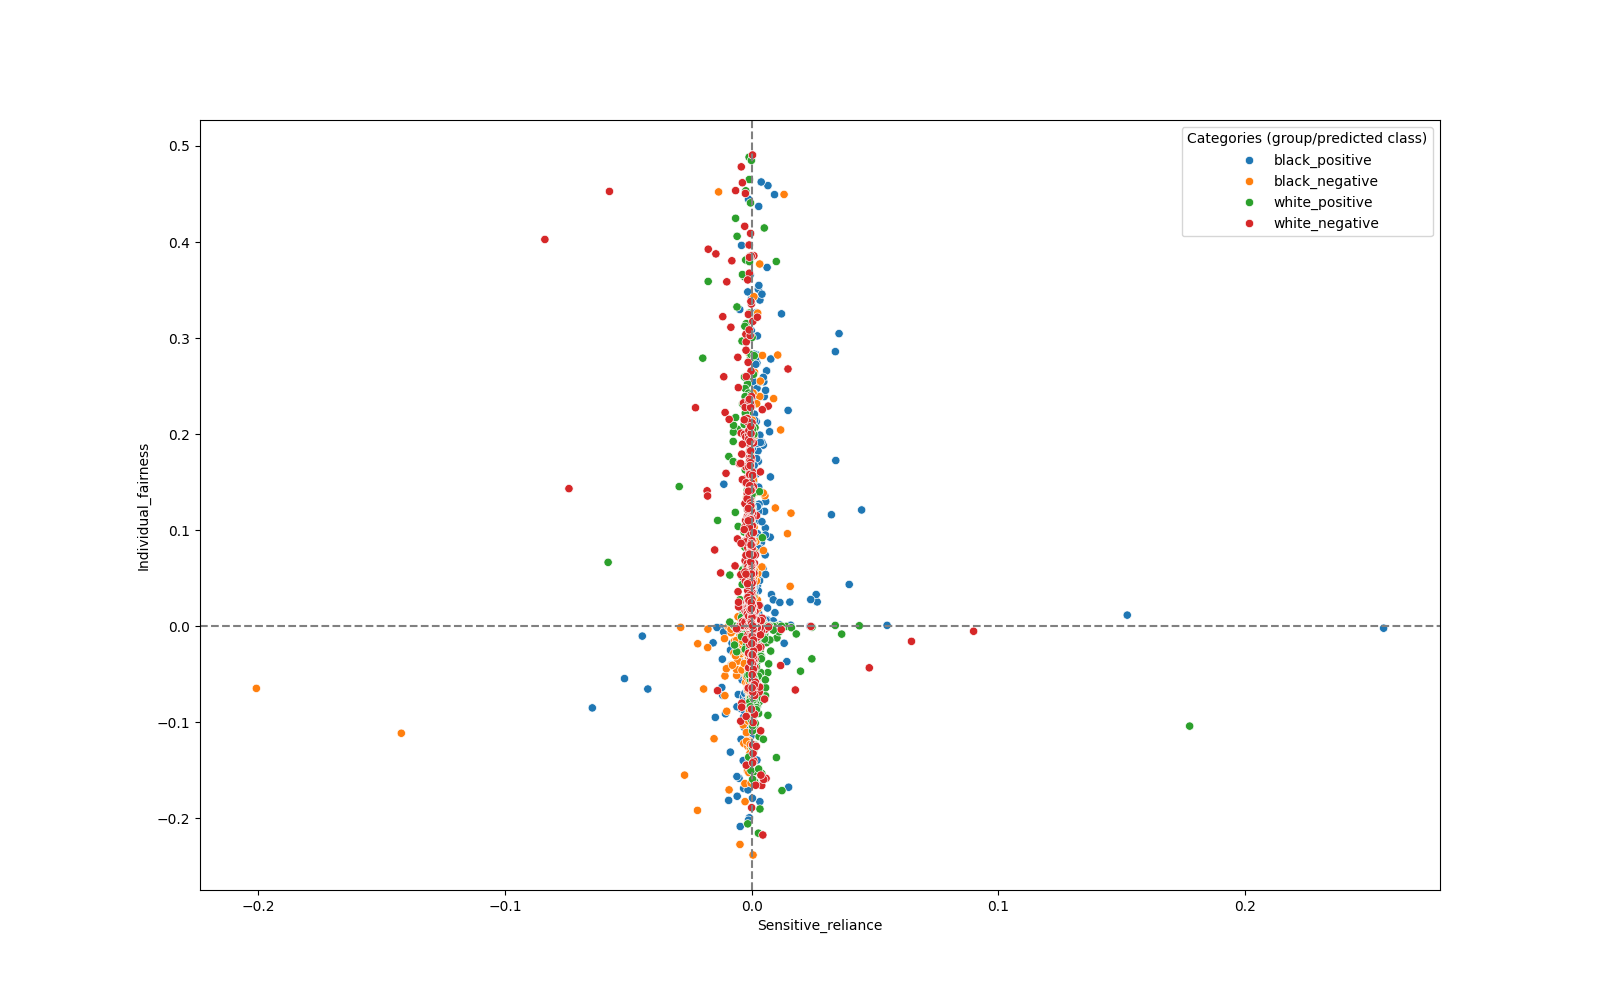 Categories (group/predicted class)
black_positive
black_negative
white_positive
white_negative
0.5
0.4
0.3
0.2
0.1
0.0
−0.1
−0.2
Individual_fairness
−0.2
−0.1
0.0
0.1
0.2
Sensitive_reliance